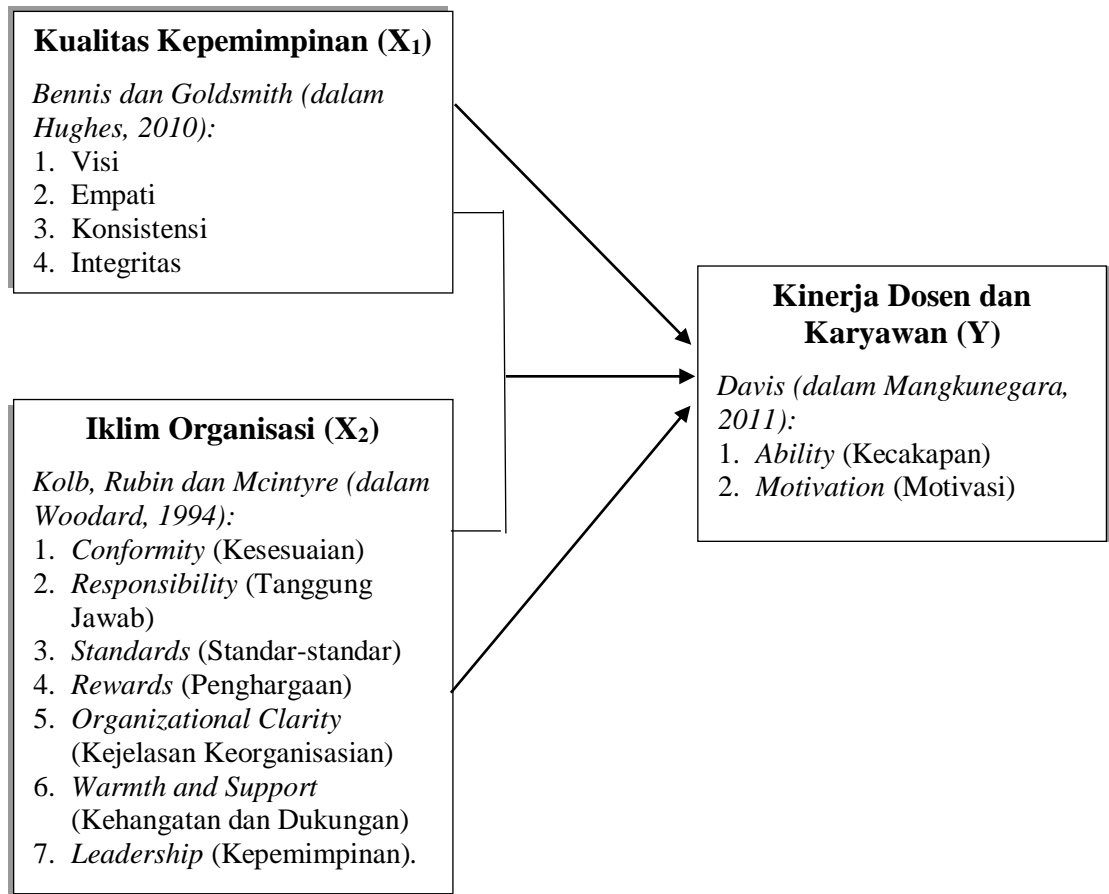 Kualitas Kepemimpinan (X₁)
Bennis dan Goldsmith (dalam
Hughes, 2010):
1. Visi
2. Empati
3. Konsistensi
4. Integritas
Iklim Organisasi (X₂)
Kolb, Rubin dan Mcintyre (dalam
Woodard, 1994):
1. Conformity (Kesesuaian)
2. Responsibility (Tanggung
Jawab)
3. Standards (Standar-standar)
4. Rewards (Penghargaan)
5. Organizational Clarity
(Kejelasan Keorganisasian)
6. Warmth and Support
(Kehangatan dan Dukungan)
7. Leadership (Kepemimpinan).
Kinerja Dosen dan
Karyawan (Y)
Davis (dalam Mangkunegara,
2011):
1. Ability (Kecakapan)
2. Motivation (Motivasi)